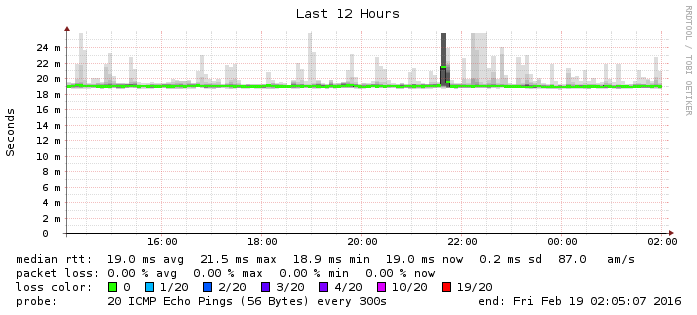 Last 12 Hours
RRDTOOL / TOBI OETIKER
Seconds
24 m
22 m
20 m
18 m
16 m
14 m
12 m
10 m
8 m
6 m
4 m
2 m
0
16:00 18:00 20:00 22:00 00:00 02:00
median rtt: 19.0 ms avg 21.5 ms max 18.9 ms min 19.0 ms now 0.2 ms sd 87.0 am/s
packet loss: 0.00 % avg 0.00 % max 0.00 % min 0.00 % now
loss color: 0 1/20 2/20 3/20 4/20 10/20 19/20
probe: 20 ICMP Echo Pings (56 Bytes) every 300s end: Fri Feb 19 02:05:07 2016